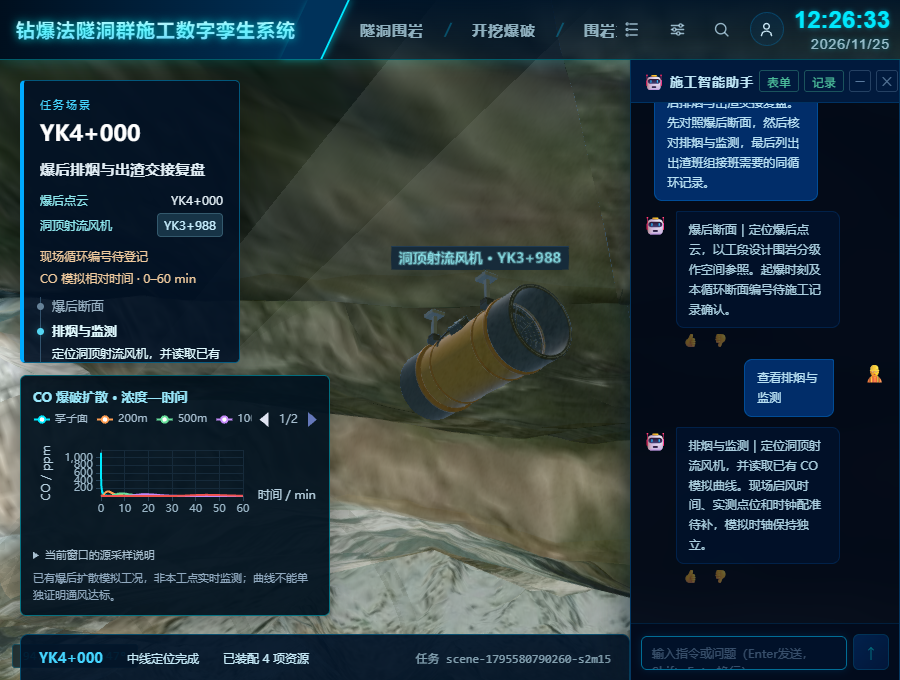 钻爆法隧洞群施工数字孪生系统
隧洞围岩 / 开挖爆破 / 围岩
12:26:33
2026/11/25
任务场景
YK4+000
爆后排烟与出渣交接复盘
爆后点云 YK4+000
洞顶射流风机 YK3+988
现场循环编号待登记
CO 模拟相对时间 · 0–60 min
爆后断面
排烟与监测
定位洞顶射流风机，并读取已有
洞顶射流风机 • YK3+988
CO 爆破扩散 • 浓度—时间
掌子面 200m 500m 10 1/2
CO / ppm
1,000
800
600
400
200
0 10 20 30 40 50 60
时间 / min
当前窗口的源采样说明
已有爆后扩散模拟工况，非本工点实时监测；曲线不能单
独证明通风达标。
YK4+000 中线定位完成 已装配 4 项资源 任务 scene-1795580790260-s2m15
施工智能助手 表单 记录
后排烟与出渣交接复盘。
先对照爆后断面，然后核
对排烟与监测，最后列出
出渣班组接班需要的同循
环记录。
爆后断面 | 定位爆后点
云，以工段设计围岩分级
作空间参照。起爆时刻及
本循环断面编号待施工记
录确认。
查看排烟与
监测
排烟与监测 | 定位洞顶射
流风机，并读取已有 CO
模拟曲线。现场启风时
间、实测点位和时钟配准
待补，模拟时轴保持独
立。
输入指令或问题（Enter发送，